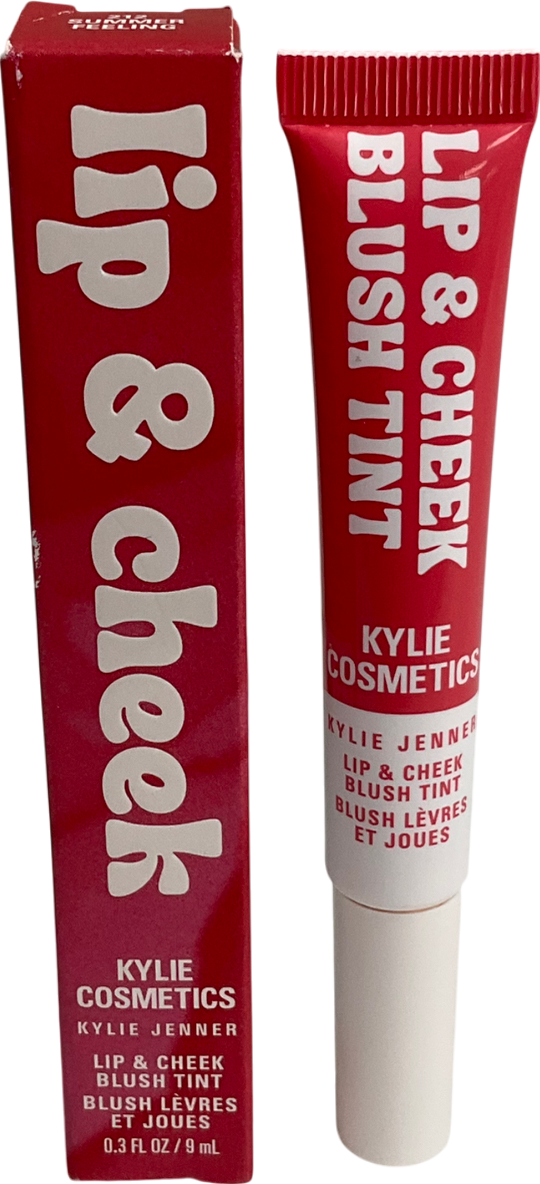 212
SUMMER
FEELING
lip & cheek
KYLIE
COSMETICS
KYLIE JENNER
LIP & CHEEK
BLUSH TINT
BLUSH LÈVRES
ET JOUES
0.3 FL OZ / 9 mL
LIP & CHEEK
BLUSH TINT
KYLIE
COSMETICS
KYLIE JENNER
LIP & CHEEK
BLUSH TINT
BLUSH LÈVRES
ET JOUES